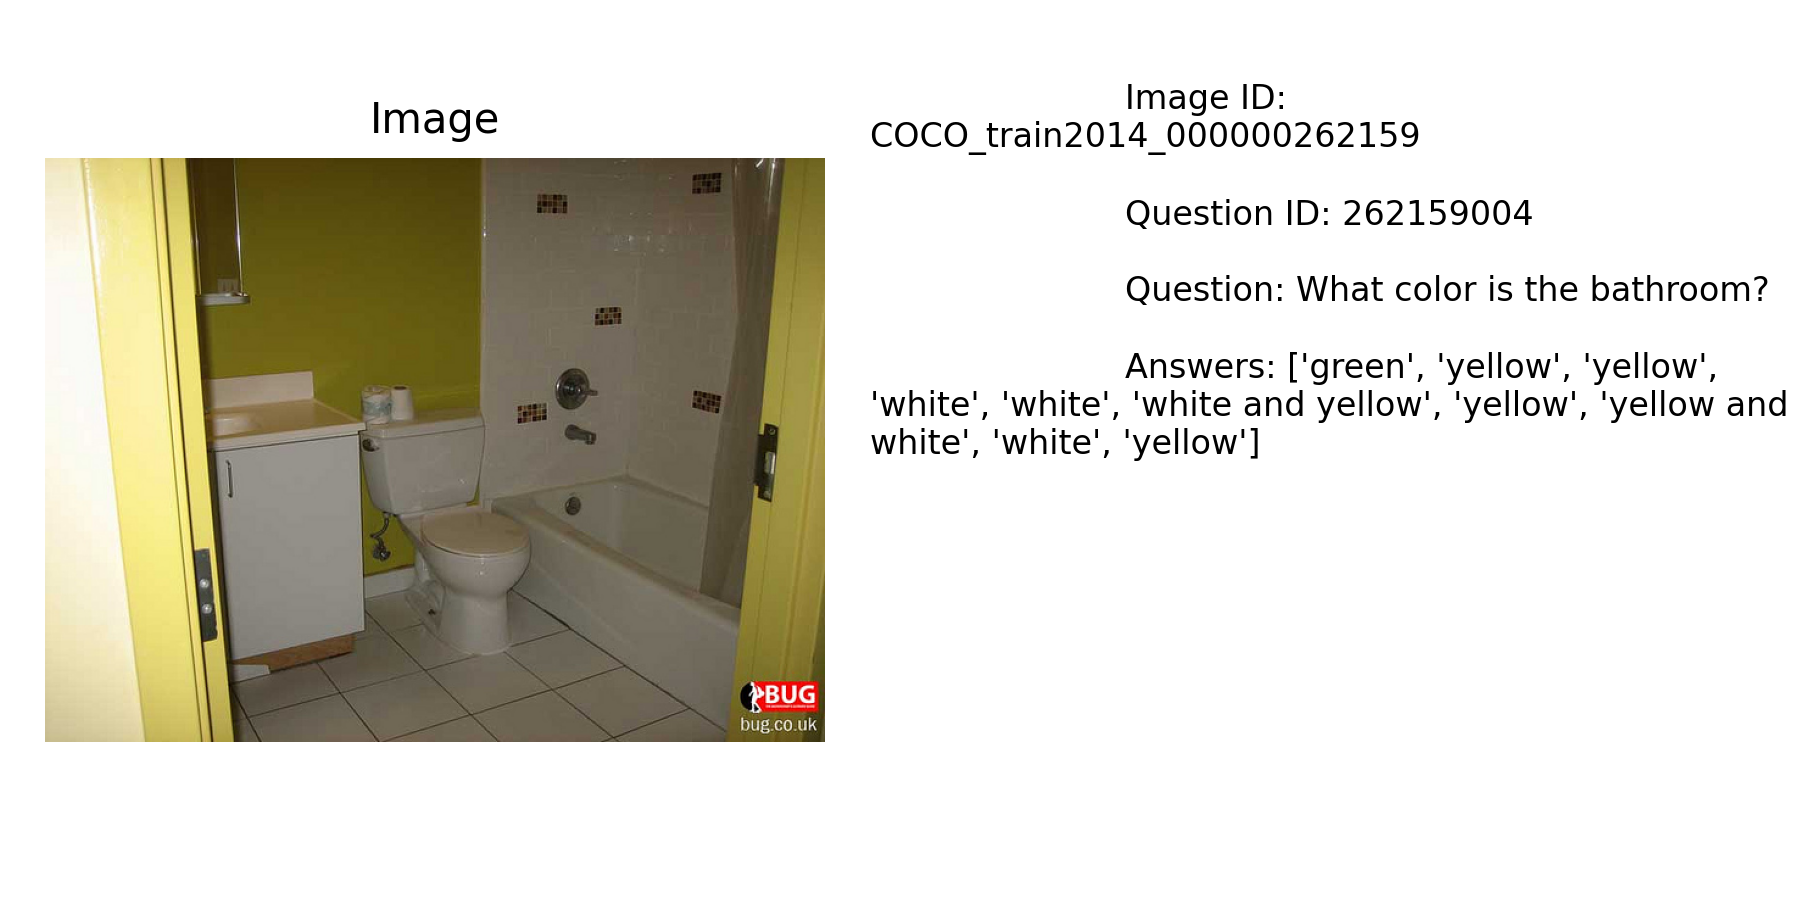 Image
Image ID:
COCO_train2014_000000262159
Question ID: 262159004
Question: What color is the bathroom?
Answers: ['green', 'yellow', 'yellow',
'white', 'white', 'white and yellow', 'yellow', 'yellow and
white', 'white', 'yellow']
BUG
bug.co.uk